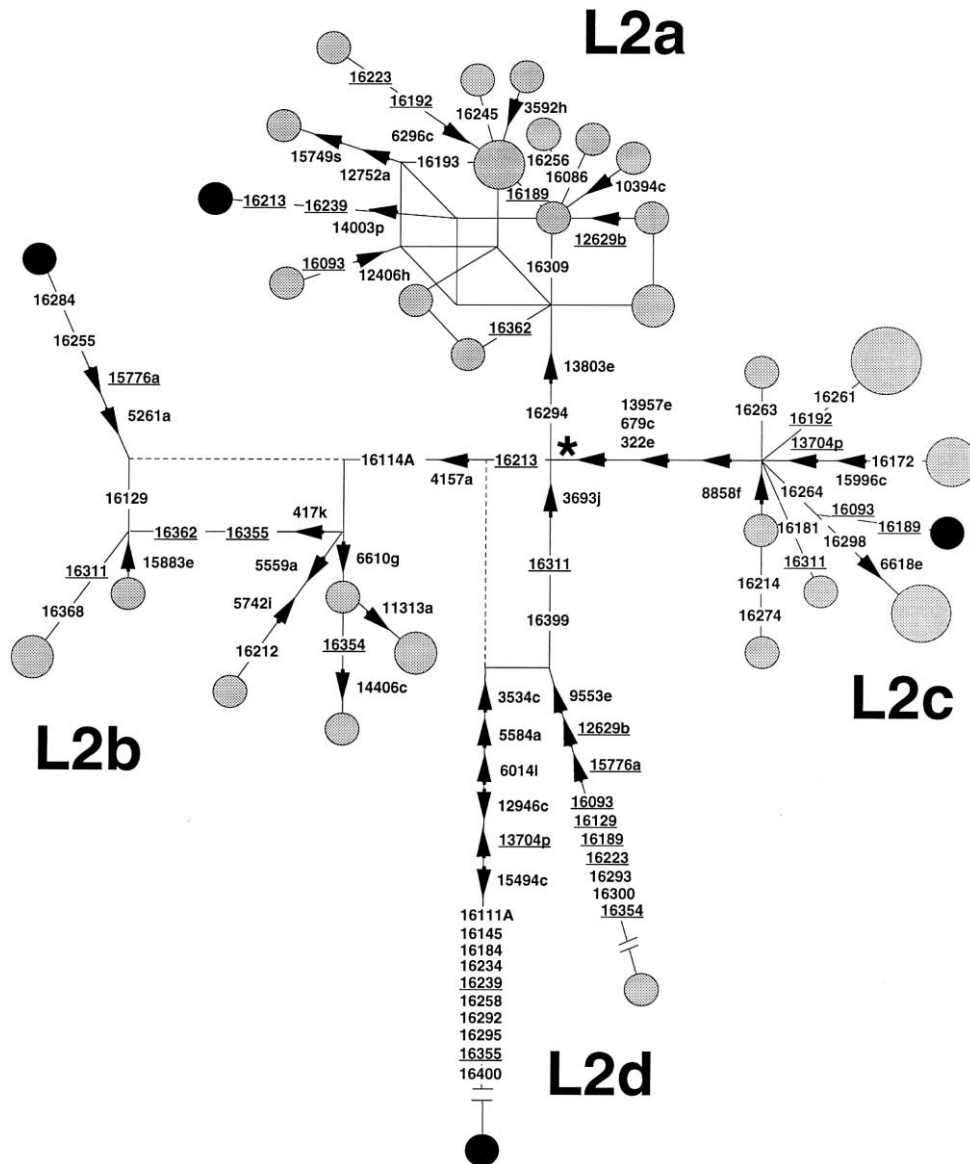 L2a
16223
16192
16245
3592h
6296c
16256
15749s
12752a
16193
16086
10394c
16189
16213
16239
14003p
12629b
16093
12406h
16309
16362
13803e
16294
16284
16255
15776a
5261a
16129
16362
16355
417k
16311
15883e
16368
16114A
4157a
16213
*
5559a
6610g
5742i
11313a
16212
16354
14406c
L2b
13957e
679c
322e
16263
16261
16192
13704p
16172
15996c
8858f
16264
16093
16181
16189
16298
16311
6618e
16214
16274
L2c
3693j
16311
16399
3534c
5584a
6014l
12946c
13704p
15494c
16111A
16145
16184
16234
16239
16258
16292
16295
16355
16400
9553e
12629b
15776a
16093
16129
16189
16223
16293
16300
16354
L2d